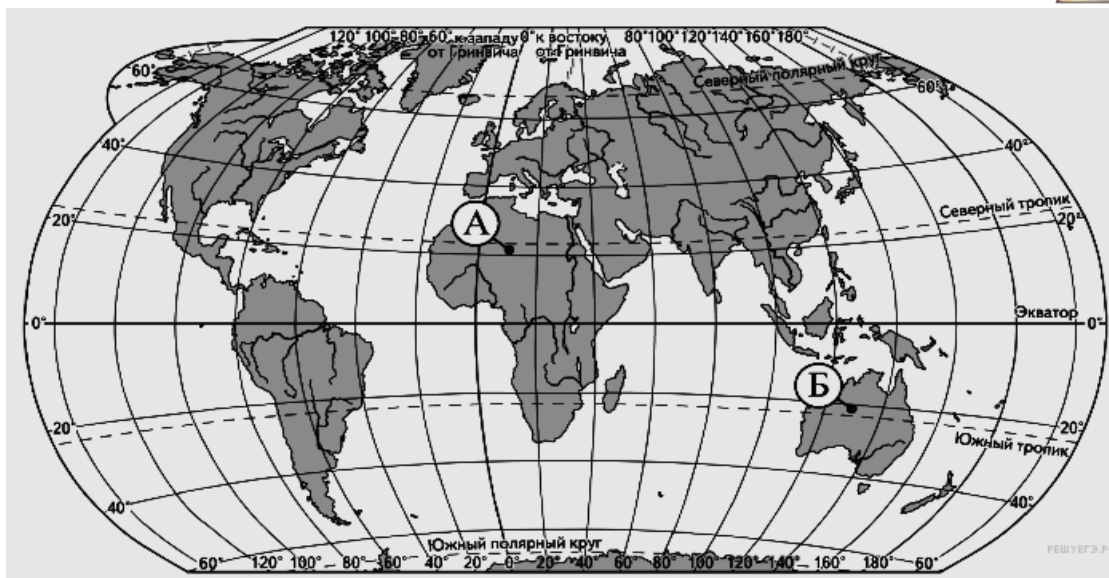 120° 100° 80° 60° к западу от Гринвича 0° к востоку от Гринвича 80° 100° 120° 140° 160° 180°
60° Северный полярный круг 60°
40° 40°
Северный тропик
20° 20°
А
Экватор
0° 0°
Б
20° 20°
Южный тропик
40° 40°
Южный полярный круг
60° 120° 100° 80° 60° 40° 20° 0° 20° 40° 60° 80° 100° 120° 140° 160° 60°